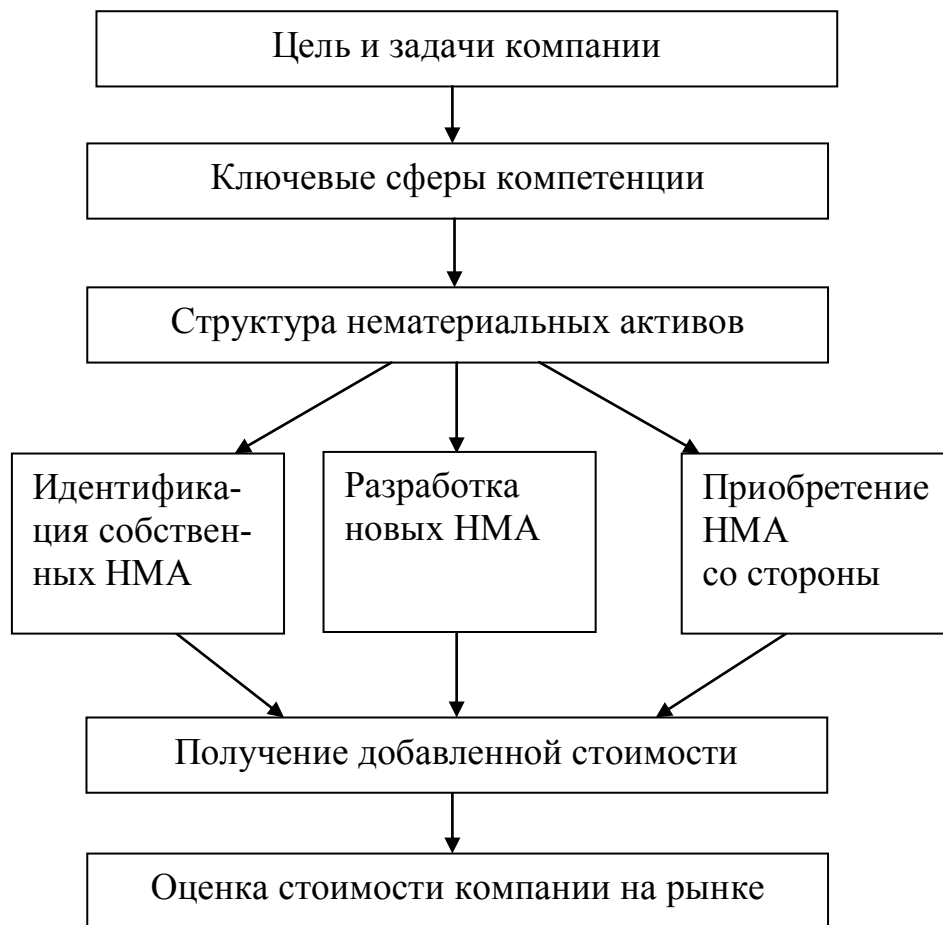 Цель и задачи компании
Ключевые сферы компетенции
Структура нематериальных активов
Идентифика-
ция собствен-
ных НМА
Разработка
новых НМА
Приобретение
НМА
со стороны
Получение добавленной стоимости
Оценка стоимости компании на рынке